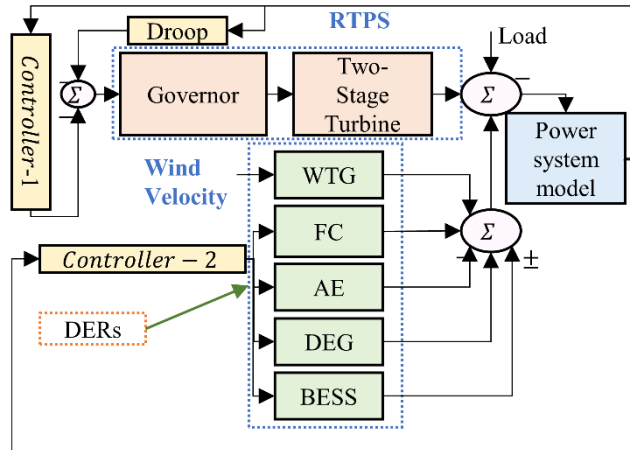 RTPS
Droop
Load
Controller-1
Σ
Governor
Two-
Stage
Turbine
Σ
−
−
−
Power
system
model
Wind
Velocity
WTG
FC
Σ
Controller − 2
AE
−
±
DERs
DEG
BESS